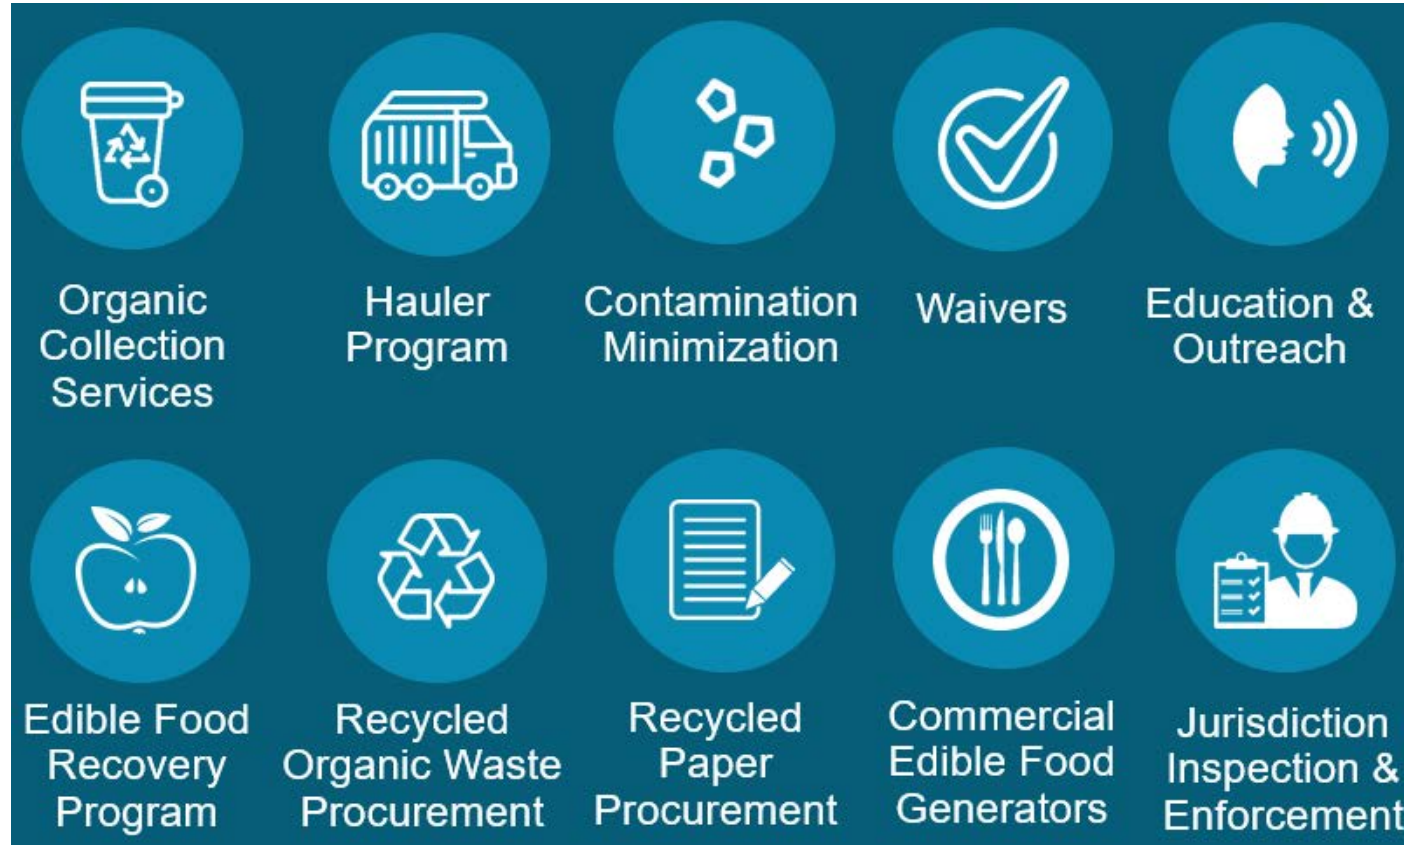 Organic
Collection
Services
Hauler
Program
Contamination
Minimization
Waivers
Education &
Outreach
Edible Food
Recovery
Program
Recycled
Organic Waste
Procurement
Recycled
Paper
Procurement
Commercial
Edible Food
Generators
Jurisdiction
Inspection &
Enforcement